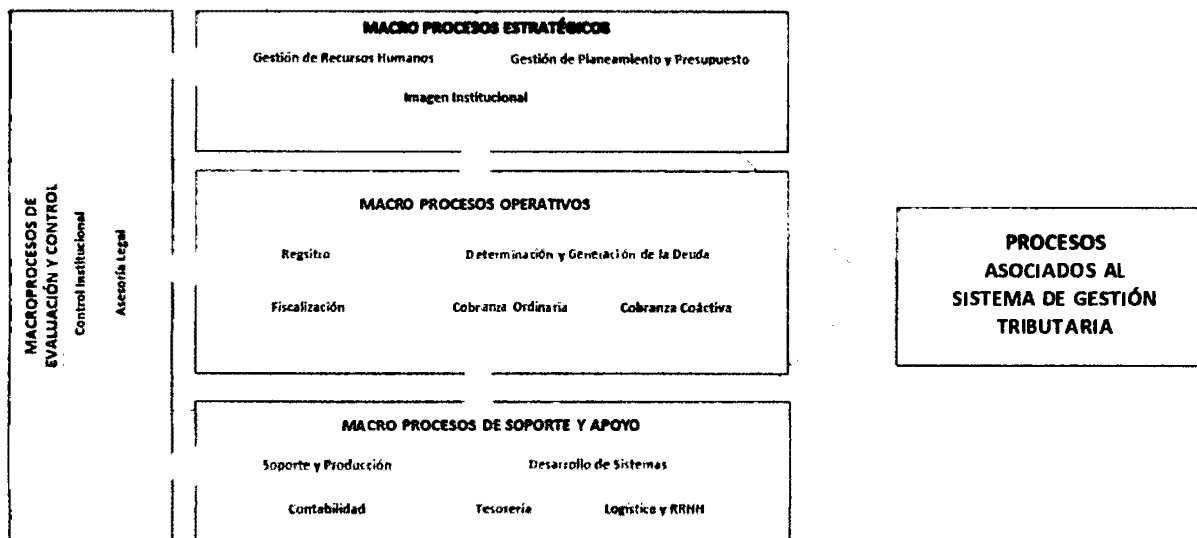 MACROPROCESOS DE
EVALUACIÓN Y CONTROL
Control Institucional
Asesoría Legal
MACRO PROCESOS ESTRATÉGICOS
Gestión de Recursos Humanos Gestión de Planeamiento y Presupuesto
Imagen Institucional
MACRO PROCESOS OPERATIVOS
Regsitro Determinación y Generación de la Deuda
Fiscalización Cobranza Ordinaria Cobranza Coáctiva
MACRO PROCESOS DE SOPORTE Y APOYO
Soporte y Producción Desarrollo de Sistemas
Contabilidad Tesorería Logística y RRHH
PROCESOS
ASOCIADOS AL
SISTEMA DE GESTIÓN
TRIBUTARIA